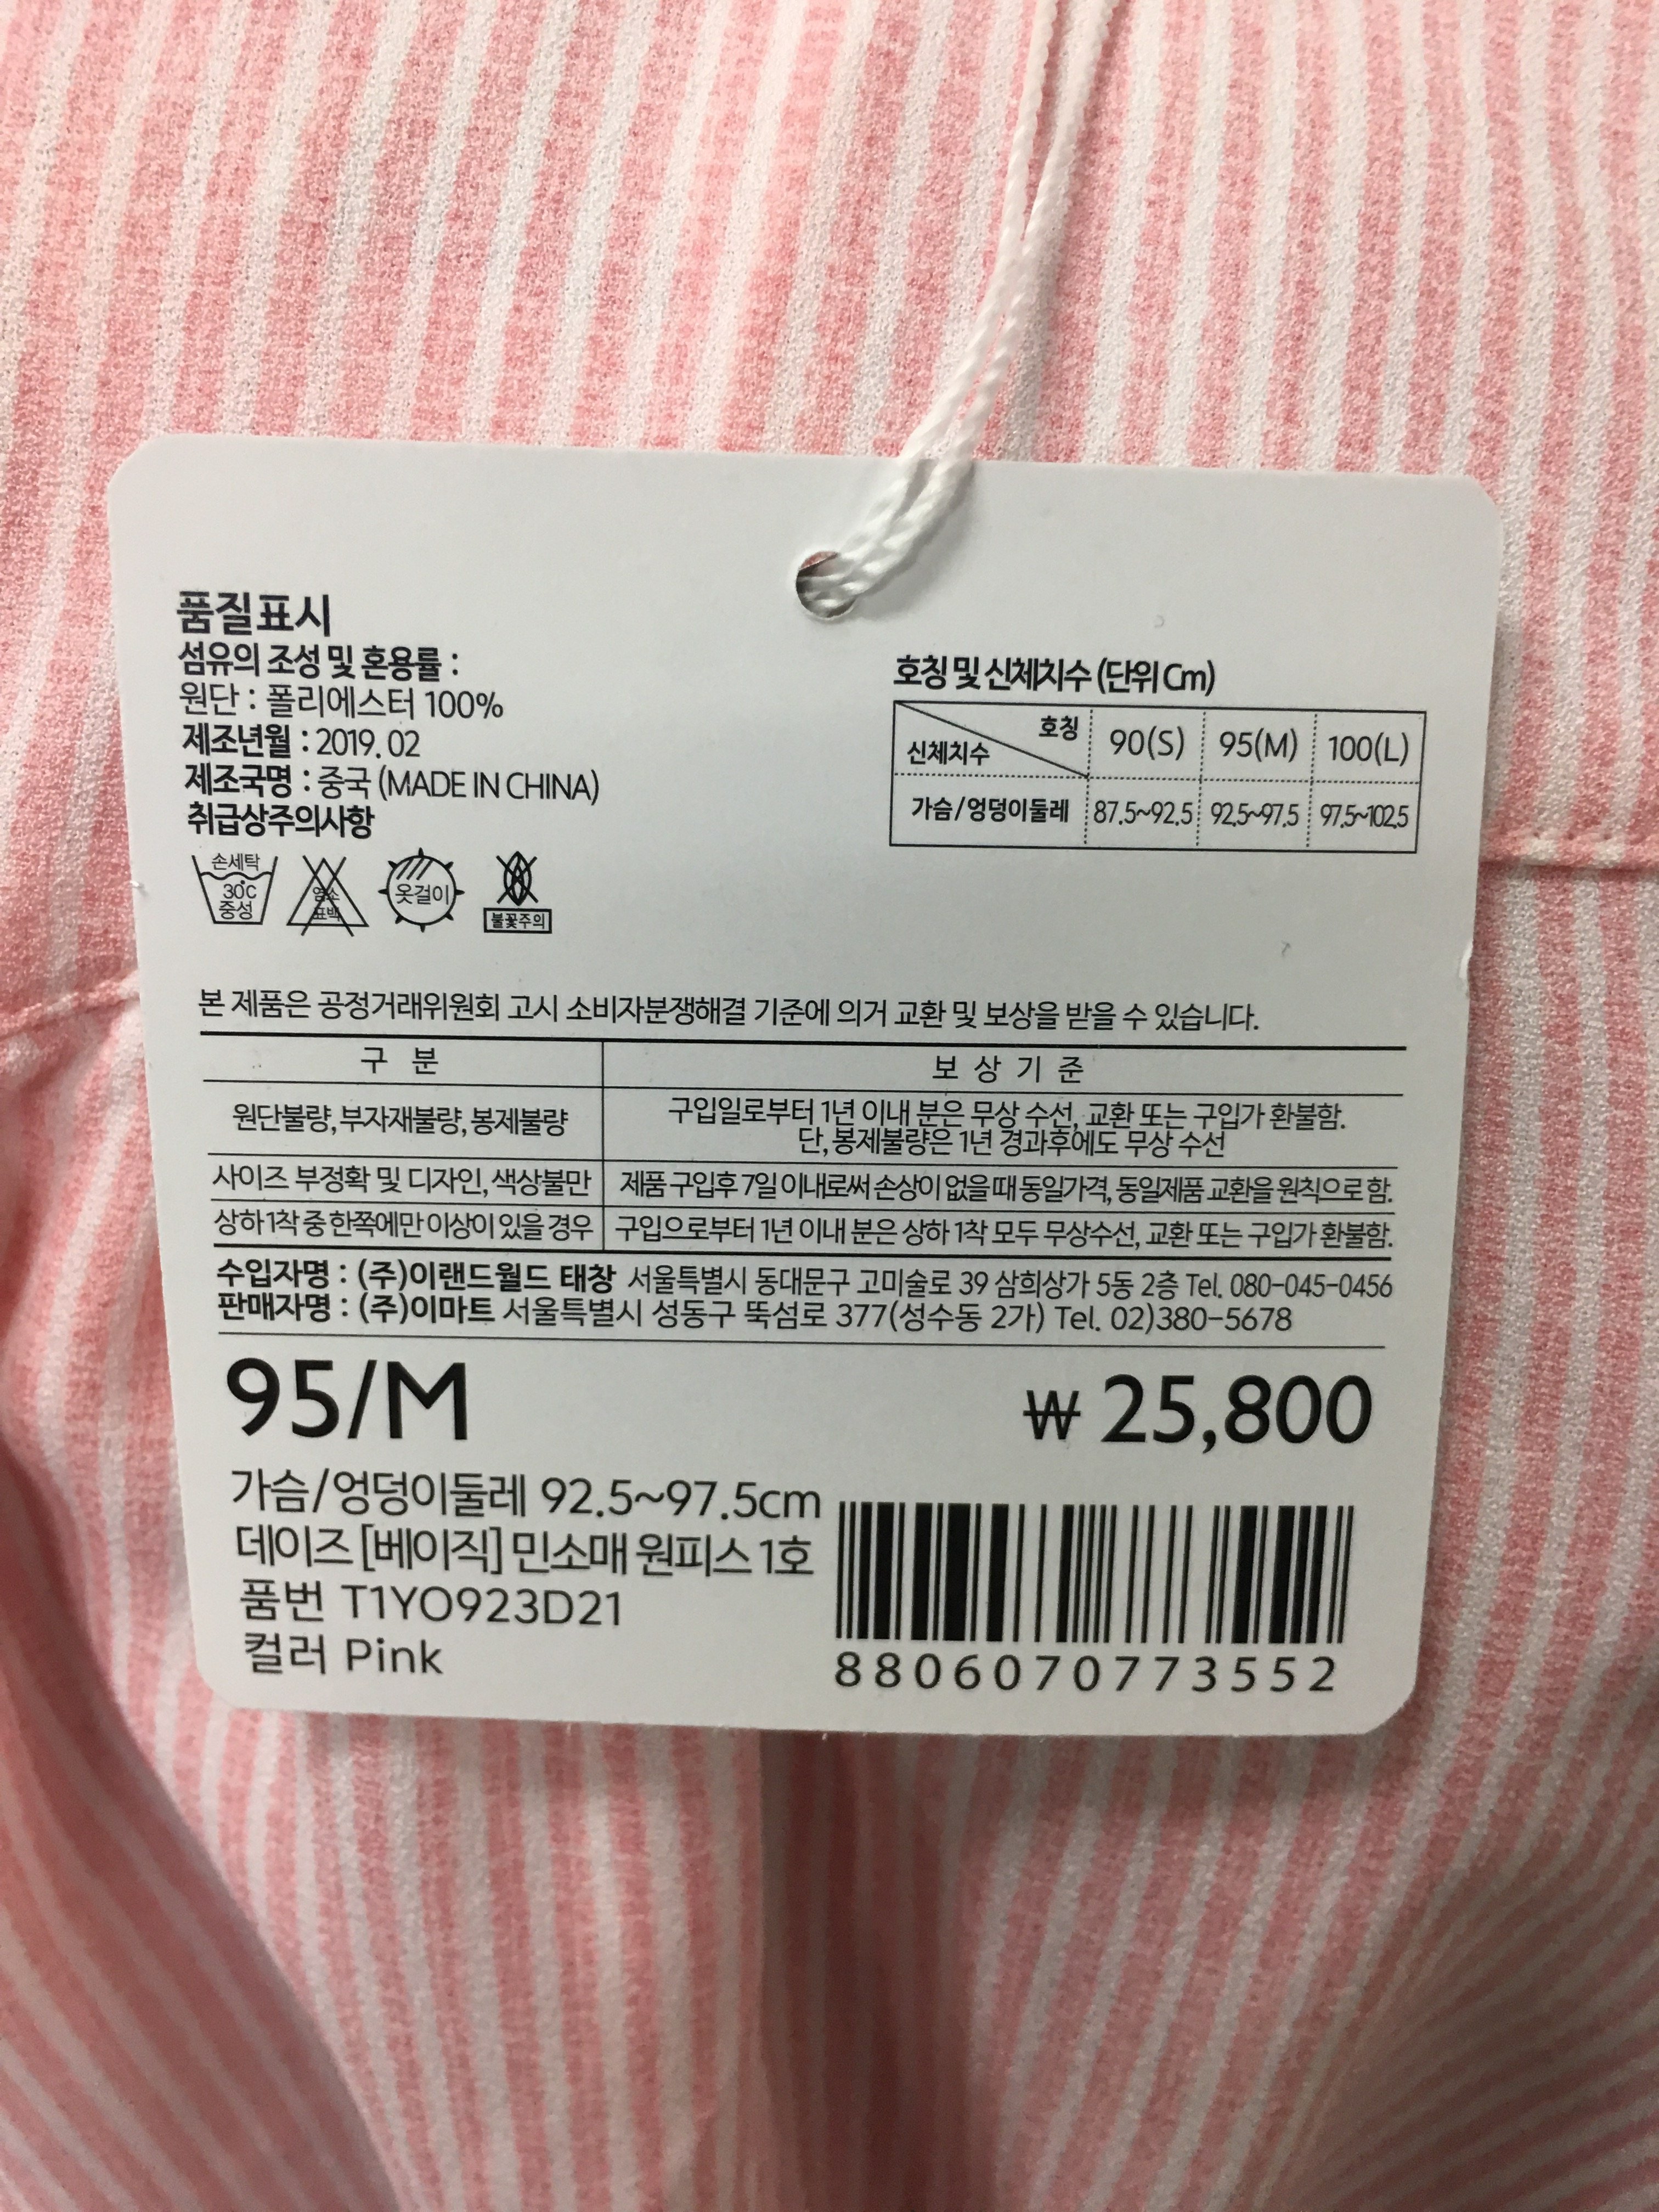 품질표시
섬유의 조성 및 혼용률 :
원단 : 폴리에스터 100%
제조년월 : 2019. 02
제조국명 : 중국 (MADE IN CHINA)
취급상주의사항
손세탁
30℃
중성
염소
표백
옷걸이
불꽃주의
호칭 및 신체치수 (단위 Cm)
호칭
신체치수
90(S) 95(M) 100(L)
가슴/엉덩이둘레 87.5~92.5 92.5~97.5 97.5~102.5
본 제품은 공정거래위원회 고시 소비자분쟁해결 기준에 의거 교환 및 보상을 받을 수 있습니다.
구 분 보 상 기 준
원단불량, 부자재불량, 봉제불량 구입일로부터 1년 이내 분은 무상 수선, 교환 또는 구입가 환불함.
단, 봉제불량은 1년 경과후에도 무상 수선
사이즈 부정확 및 디자인, 색상불만 제품 구입후 7일 이내로써 손상이 없을 때 동일가격, 동일제품 교환을 원칙으로 함.
상하 1착 중 한쪽에만 이상이 있을 경우 구입으로부터 1년 이내 분은 상하 1착 모두 무상수선, 교환 또는 구입가 환불함.
수입자명 : (주)이랜드월드 태창 서울특별시 동대문구 고미술로 39 삼희상가 5동 2층 Tel. 080-045-0456
판매자명 : (주)이마트 서울특별시 성동구 뚝섬로 377(성수동 2가) Tel. 02)380-5678
95/M ₩ 25,800
가슴/엉덩이둘레 92.5~97.5cm
데이즈 [베이직] 민소매 원피스 1호
품번 T1YO923D21
컬러 Pink
8806070773552